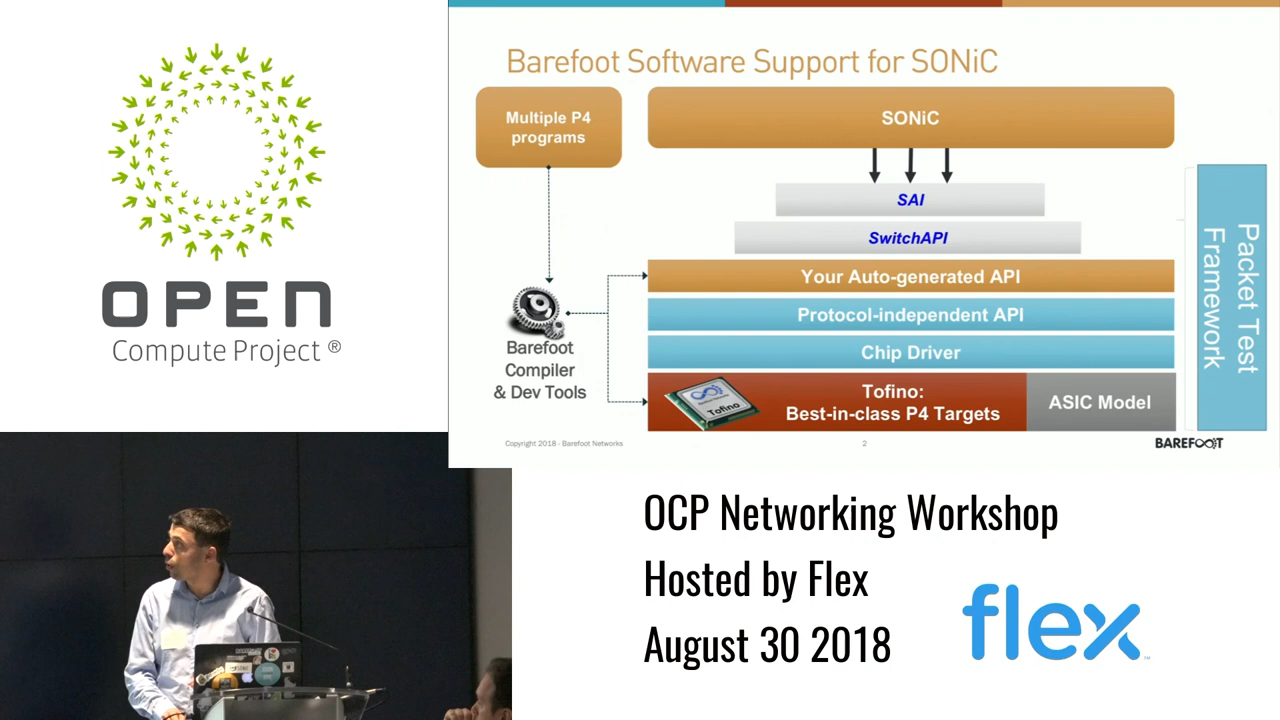 OPEN
Compute Project ®
Barefoot Software Support for SONiC
Multiple P4
programs
SONiC
SAI
SwitchAPI
Your Auto-generated API
Protocol-independent API
Chip Driver
Barefoot
Compiler
& Dev Tools
Tofino
Tofino:
Best-in-class P4 Targets
ASIC Model
Packet Test
Framework
Copyright 2018 - Barefoot Networks
2
BAREFOOT
OCP Networking Workshop
Hosted by Flex
August 30 2018
flex